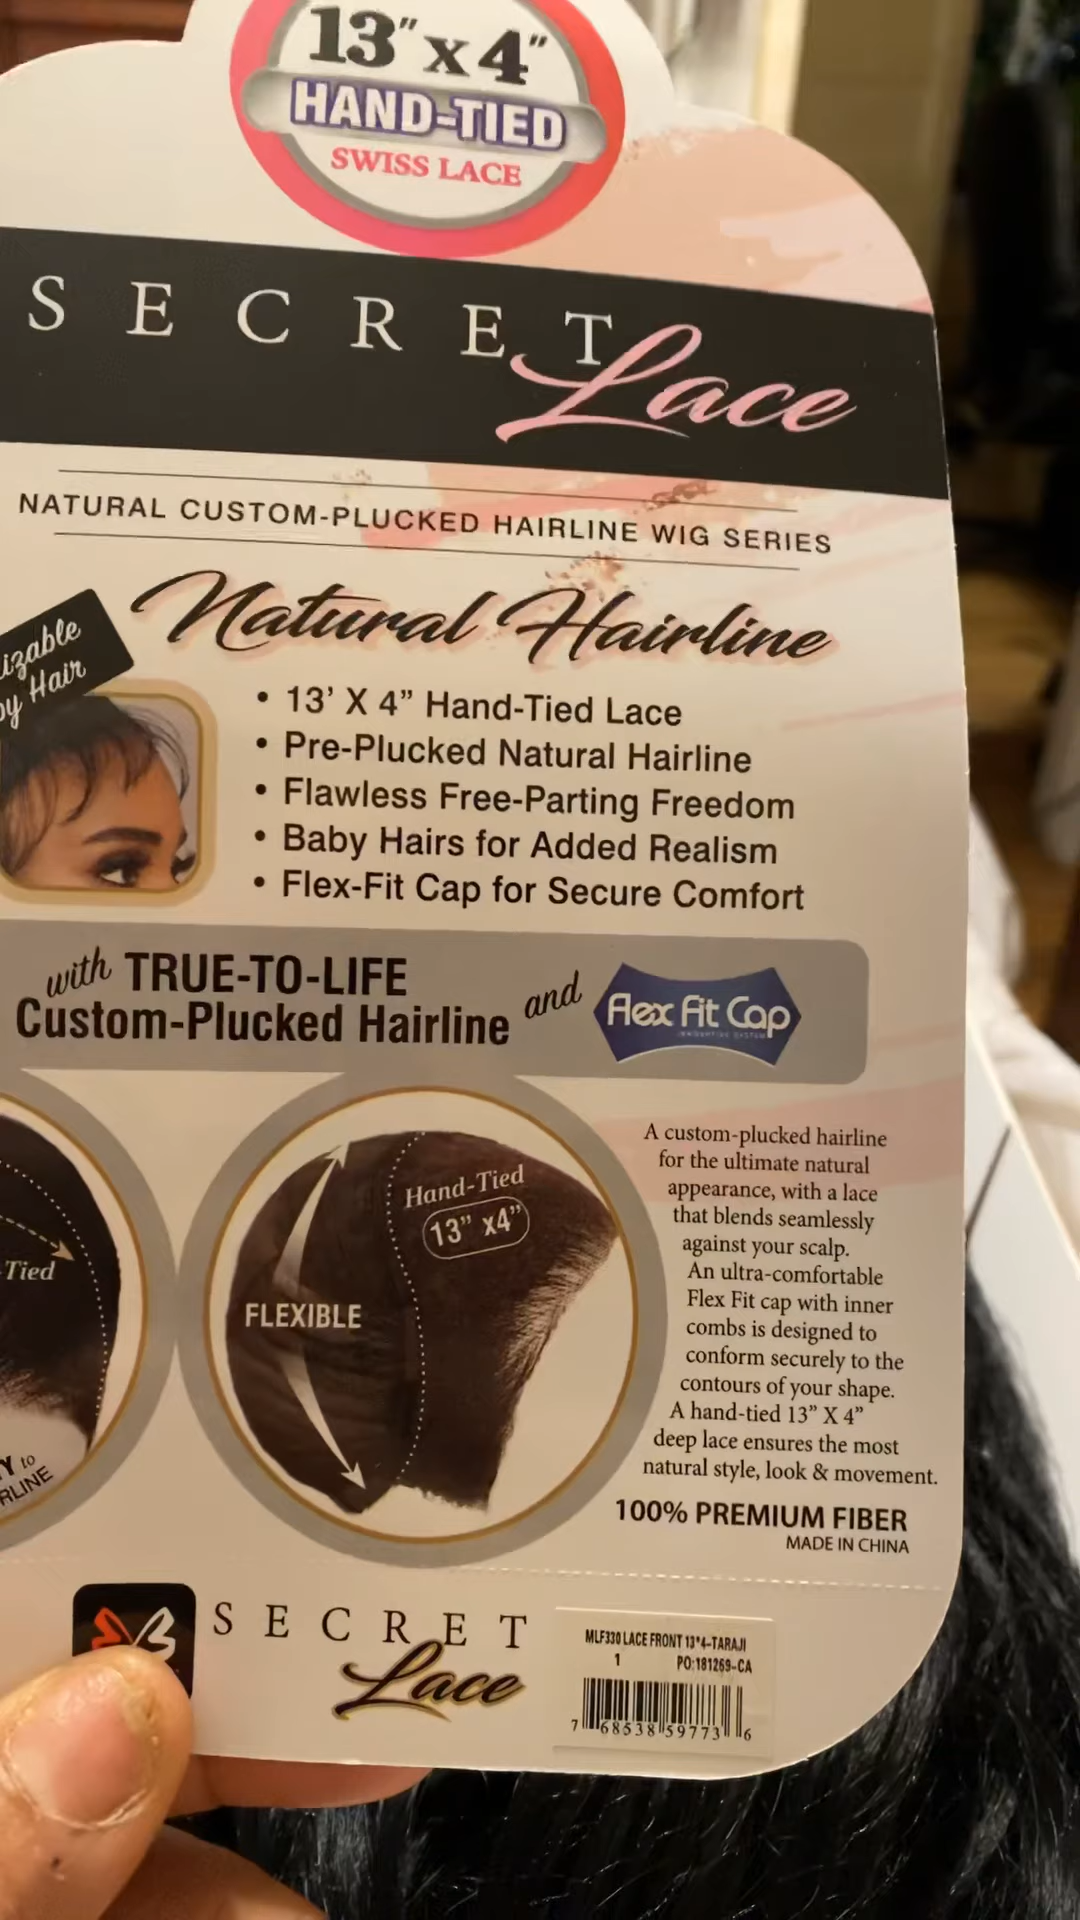 13" x 4"
HAND-TIED
SWISS LACE
SECRET
Lace
NATURAL CUSTOM-PLUCKED HAIRLINE WIG SERIES
Natural Hairline
• 13' X 4" Hand-Tied Lace
• Pre-Plucked Natural Hairline
• Flawless Free-Parting Freedom
• Baby Hairs for Added Realism
• Flex-Fit Cap for Secure Comfort
Hair
with TRUE-TO-LIFE
Custom-Plucked Hairline
and
Flex Fit Cap
Tied
to
Hand-Tied
13" x4"
FLEXIBLE
A custom-plucked hairline
for the ultimate natural
appearance, with a lace
that blends seamlessly
against your scalp.
An ultra-comfortable
Flex Fit cap with inner
combs is designed to
conform securely to the
contours of your shape.
A hand-tied 13" X 4"
deep lace ensures the most
natural style, look & movement.
100% PREMIUM FIBER
MADE IN CHINA
SECRET
Lace
MLF330 LACE FRONT 13*4-TARAJI
1 PO:181269-CA
7 68538 59773 6